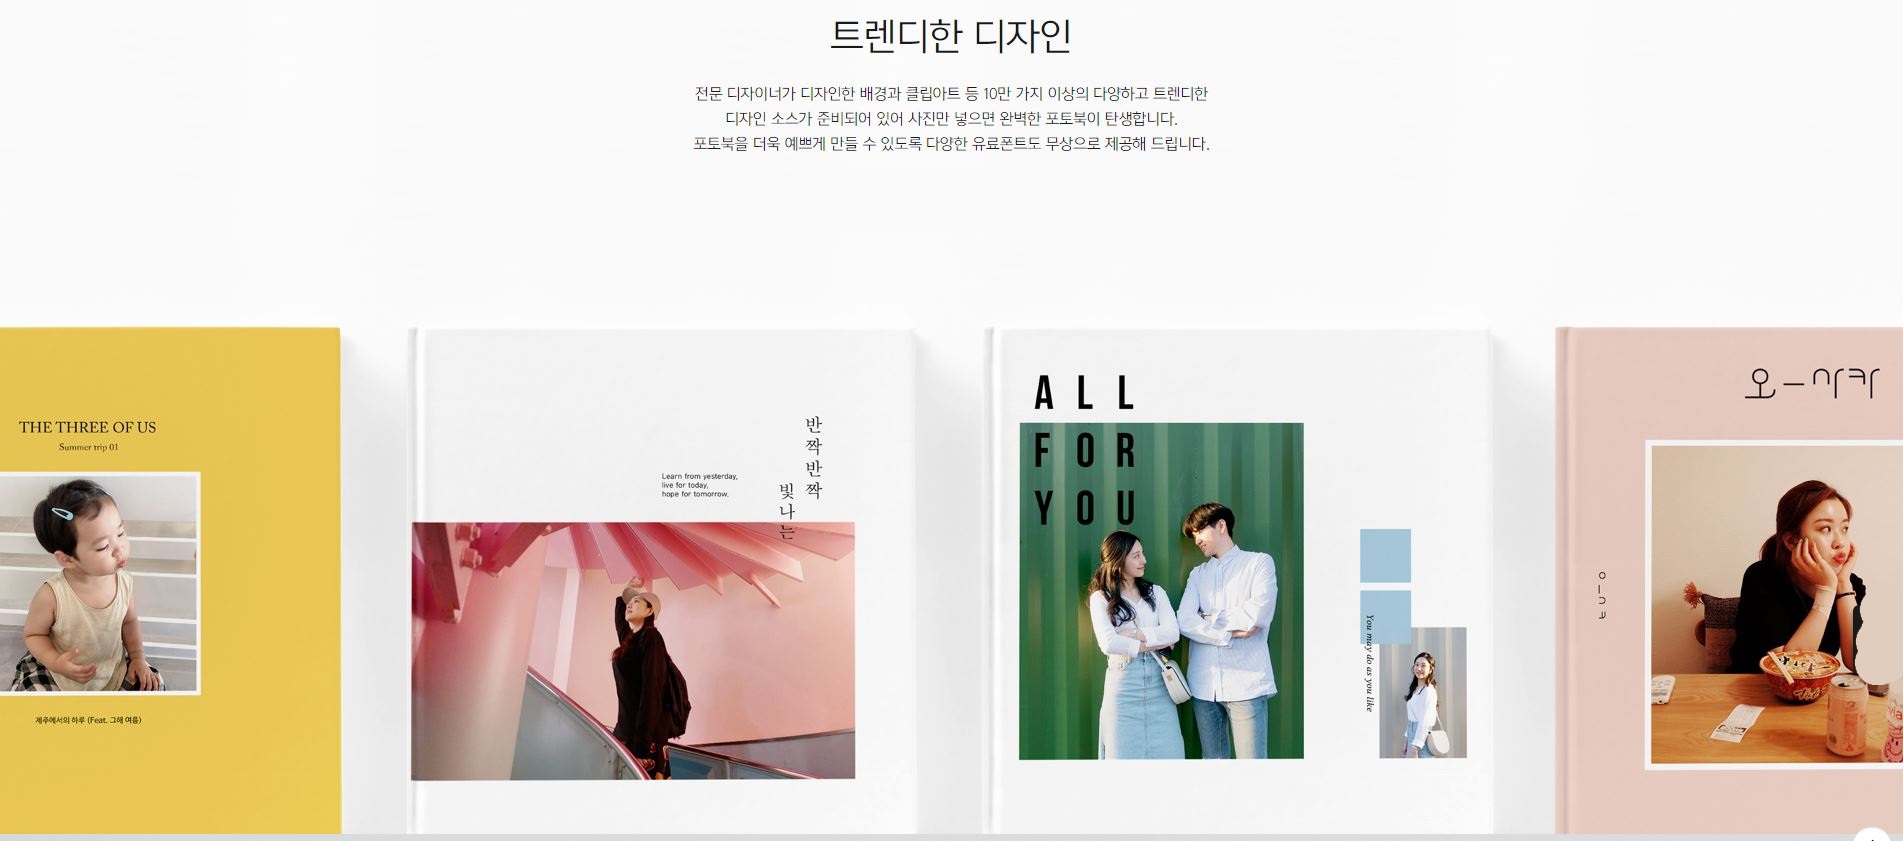 트렌디한 디자인
전문 디자이너가 디자인한 배경과 클립아트 등 10만 가지 이상의 다양하고 트렌디한
디자인 소스가 준비되어 있어 사진만 넣으면 완벽한 포토북이 탄생합니다.
포토북을 더욱 예쁘게 만들 수 있도록 다양한 유료폰트도 무상으로 제공해 드립니다.
THE THREE OF US
Summer trip 01
제주에서의 하루 (Feat. 그해 여름)
반짝반짝
빛나는
Learn from yesterday,
live for today,
hope for tomorrow.
ALL
FOR
YOU
You may do as you like